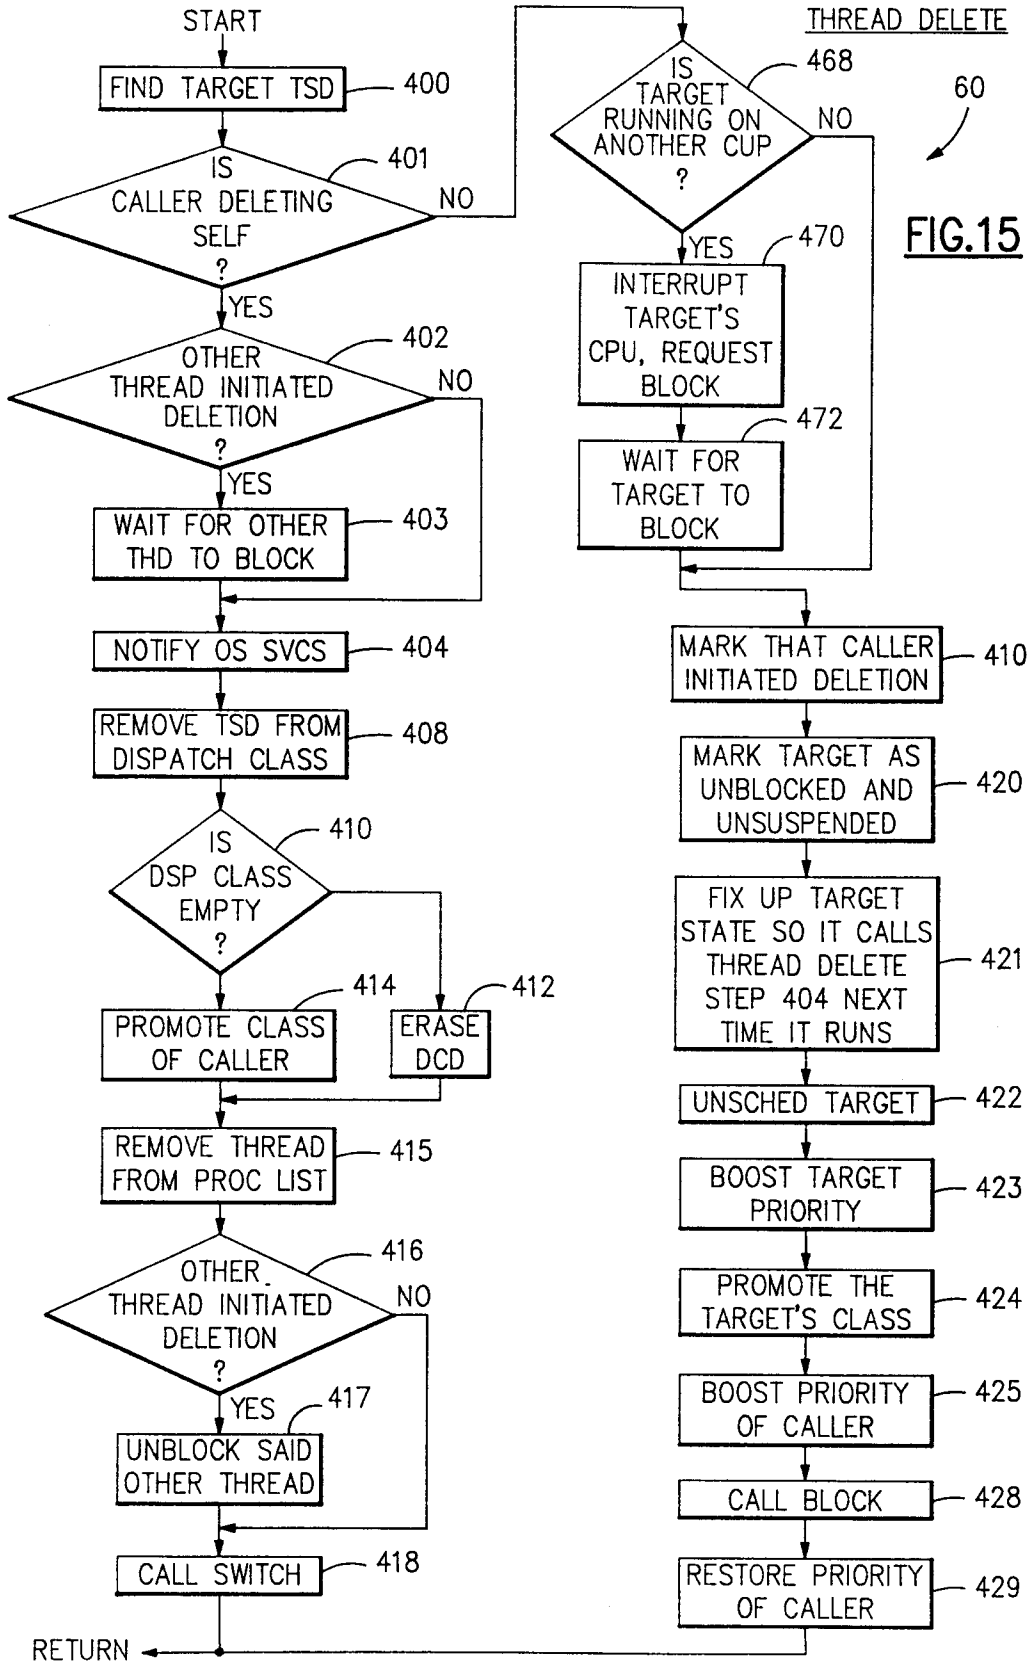 START
FIND TARGET TSD
400
IS
CALLER DELETING
SELF
?
401
NO
YES
OTHER
THREAD INITIATED
DELETION
?
402
NO
YES
WAIT FOR OTHER
THD TO BLOCK
403
NOTIFY OS SVCS
404
REMOVE TSD FROM
DISPATCH CLASS
408
IS
DSP CLASS
EMPTY
?
410
PROMOTE CLASS
OF CALLER
414
ERASE
DCD
412
REMOVE THREAD
FROM PROC LIST
415
OTHER
THREAD INITIATED
DELETION
?
416
NO
YES
UNBLOCK SAID
OTHER THREAD
417
CALL SWITCH
418
RETURN
THREAD DELETE
60
FIG.15
IS
TARGET
RUNNING ON
ANOTHER CUP
?
468
NO
YES
INTERRUPT
TARGET'S
CPU, REQUEST
BLOCK
470
WAIT FOR
TARGET TO
BLOCK
472
MARK THAT CALLER
INITIATED DELETION
410
MARK TARGET AS
UNBLOCKED AND
UNSUSPENDED
420
FIX UP TARGET
STATE SO IT CALLS
THREAD DELETE
STEP 404 NEXT
TIME IT RUNS
421
UNSCHED TARGET
422
BOOST TARGET
PRIORITY
423
PROMOTE THE
TARGET'S CLASS
424
BOOST PRIORITY
OF CALLER
425
CALL BLOCK
428
RESTORE PRIORITY
OF CALLER
429